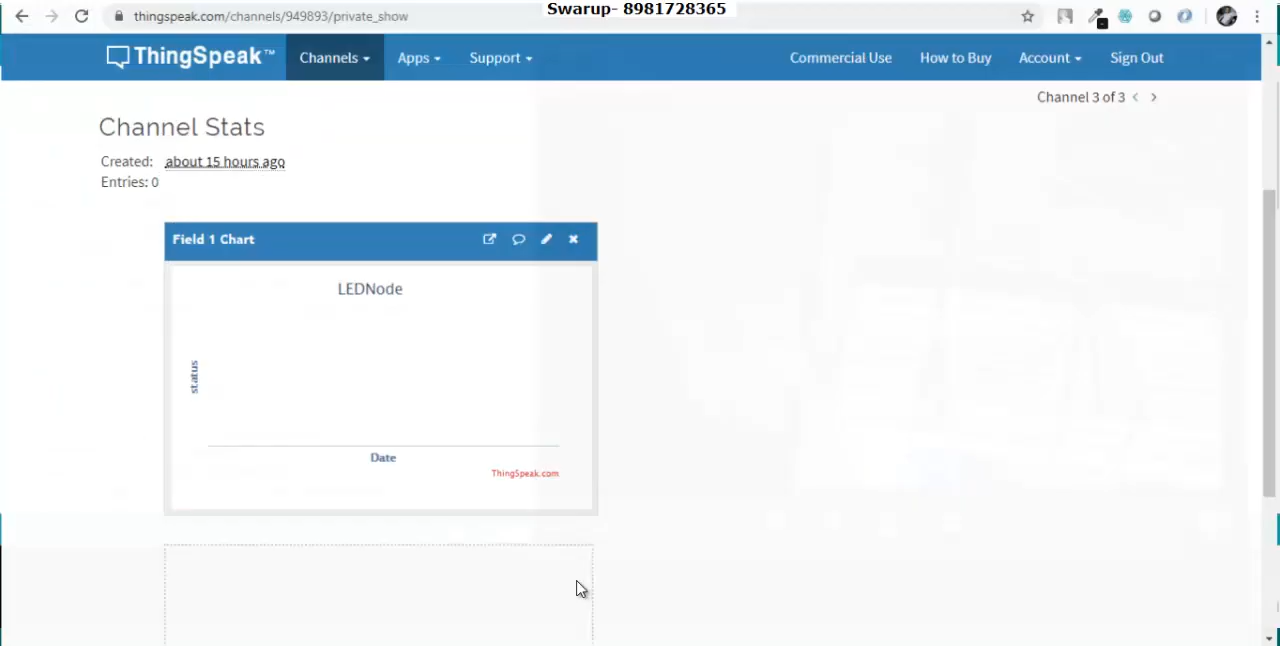 Swarup- 8981728365
thingspeak.com/channels/949893/private_show
ThingSpeak™ Channels Apps Support Commercial Use How to Buy Account Sign Out
Channel 3 of 3
Channel Stats
Created: about 15 hours ago
Entries: 0
Field 1 Chart
LEDNode
status
Date
ThingSpeak.com